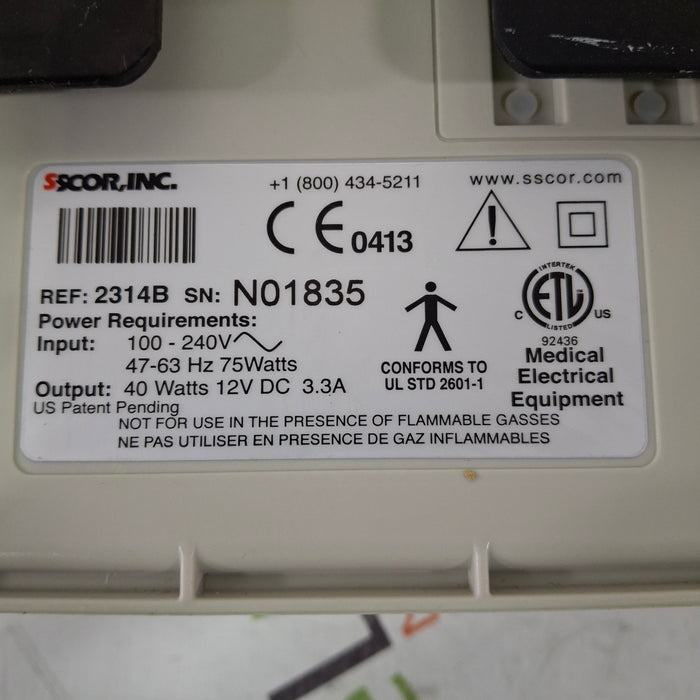 SSCOR, INC. +1 (800) 434-5211 www.sscor.com
CE 0413
REF: 2314B SN: N01835
Power Requirements:
Input: 100 - 240V
47-63 Hz 75Watts
Output: 40 Watts 12V DC 3.3A
US Patent Pending
CONFORMS TO
UL STD 2601-1
INTERTEK
C ETL US
LISTED
92436
Medical
Electrical
Equipment
NOT FOR USE IN THE PRESENCE OF FLAMMABLE GASSES
NE PAS UTILISER EN PRESENCE DE GAZ INFLAMMABLES